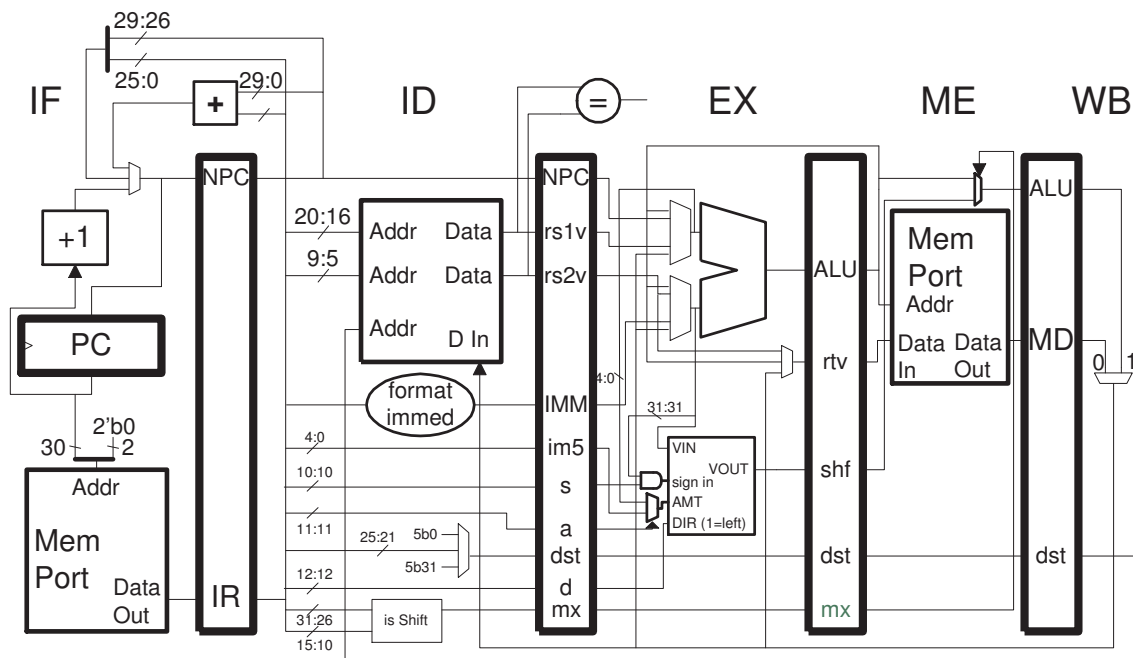 29:26
25:0
29:0
IF
ID
EX
ME
WB
+
=
NPC
NPC
ALU
+1
20:16
9:5
Addr
Data
Addr
Data
Addr
D In
rs1v
rs2v
ALU
Mem
Port
Addr
Data
In
Data
Out
PC
rtv
MD
0
1
format
immed
IMM
4:0
31:31
2'b0
30
2
Addr
Mem
Port
Data
Out
IR
4:0
im5
VIN
VOUT
sign in
AMT
DIR (1=left)
shf
10:10
s
11:11
a
25:21
5b0
5b31
dst
dst
dst
12:12
d
31:26
15:10
is Shift
mx
mx